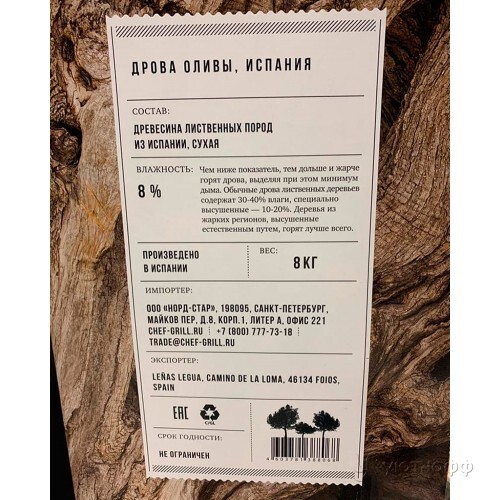 ДРОВА ОЛИВЫ, ИСПАНИЯ
СОСТАВ:
ДРЕВЕСИНА ЛИСТВЕННЫХ ПОРОД
ИЗ ИСПАНИИ, СУХАЯ
ВЛАЖНОСТЬ:
8 %
Чем ниже показатель, тем дольше и жарче
горят дрова, выделяя при этом минимум
дыма. Обычные дрова лиственных деревьев
содержат 30-40% влаги, специально
высушенные — 10-20%. Деревья из
жарких регионов, высушенные
естественным путем, горят лучше всего.
ПРОИЗВЕДЕНО
В ИСПАНИИ
ВЕС:
8 КГ
ИМПОРТЕР:
ООО «НОРД-СТАР», 198095, САНКТ-ПЕТЕРБУРГ,
МАЙКОВ ПЕР, Д.8, КОРП.1, ЛИТЕР А, ОФИС 221
CHEF-GRILL.RU | +7 (800) 777-73-18
TRADE@CHEF-GRILL.RU
ЭКСПОРТЕР:
LEÑAS LEGUA, CAMINO DE LA LOMA, 46134 FOIOS,
SPAIN
EAC
СРОК ГОДНОСТИ:
НЕ ОГРАНИЧЕН